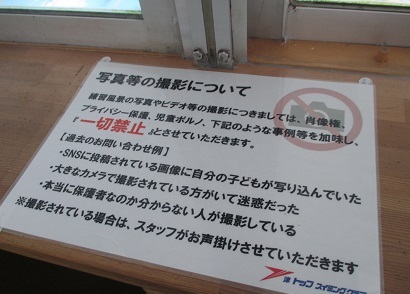 写真等の撮影について
練習風景の写真やビデオ等の撮影につきましては、肖像権、
プライバシー保護、児童ポルノ、下記のような事例等を加味し、
『一切禁止』とさせていただきます。
[過去のお問い合わせ例]
・SNSに投稿されている画像に自分の子どもが写り込んでいた
・大きなカメラで撮影されている方がいて迷惑だった
・本当に保護者なのか分からない人が撮影している
※撮影されている場合は、スタッフがお声掛けさせていただきます
トップスイミングクラブ